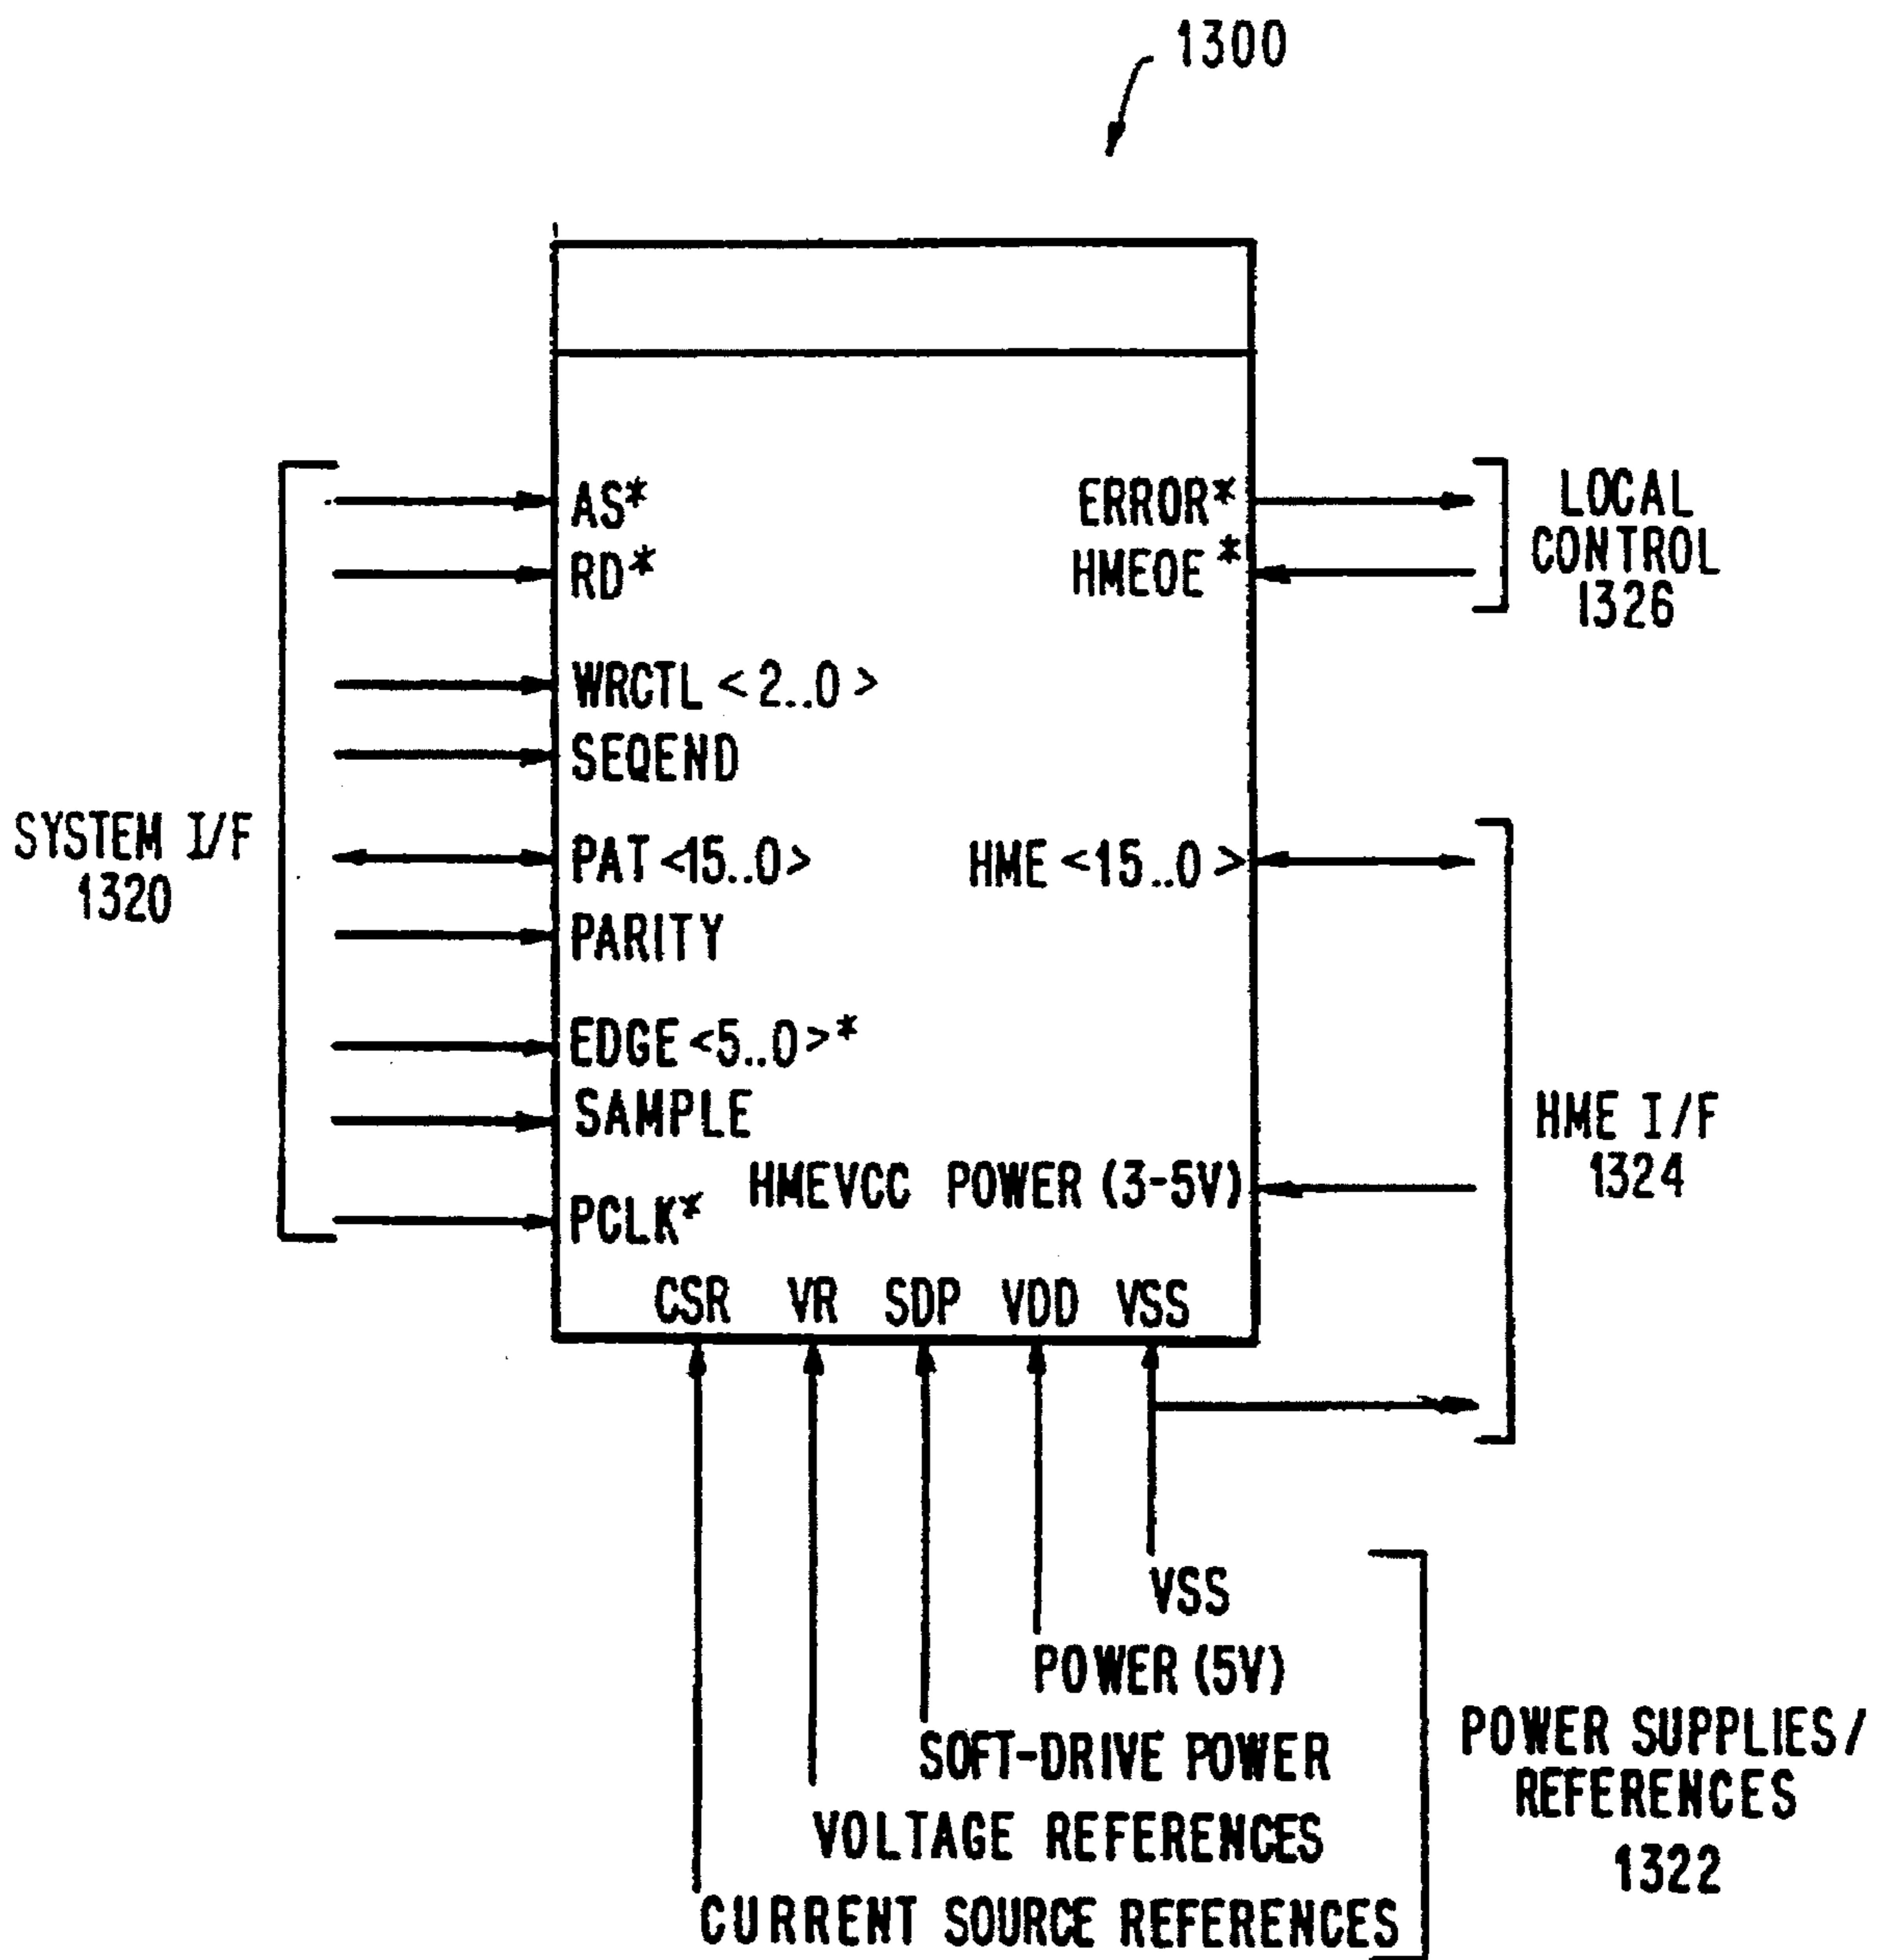 1300
AS*
RD*
WRCTL <2..0>
SEQEND
PAT <15..0>
PARITY
EDGE <5..0>*
SAMPLE
PCLK*
SYSTEM I/F
1320
ERROR*
HMEOE*
HME <15..0>
HMEVCC POWER (3-5V)
LOCAL
CONTROL
1326
HME I/F
1324
CSR VR SDP VDD VSS
VSS
POWER (5V)
SOFT-DRIVE POWER
VOLTAGE REFERENCES
CURRENT SOURCE REFERENCES
POWER SUPPLIES/
REFERENCES
1322